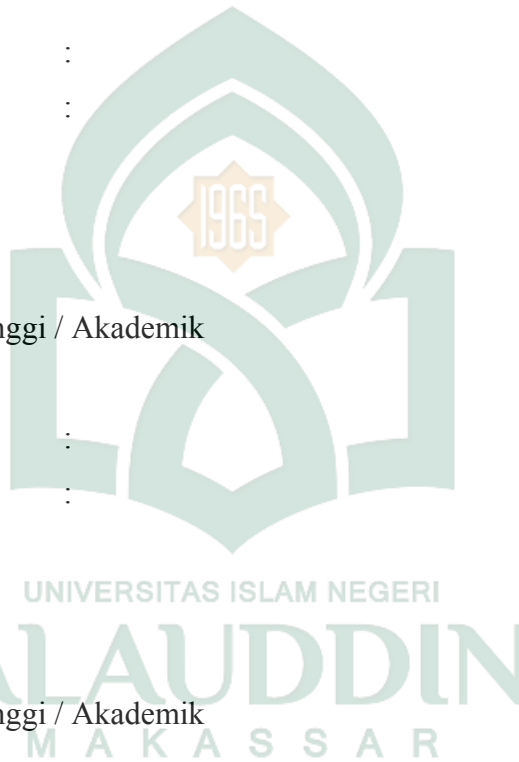 :
:
1965
nggi / Akademik
:
:
UNIVERSITAS ISLAM NEGERI
ALAUDDIN
nggi / Akademik
MAKASSAR